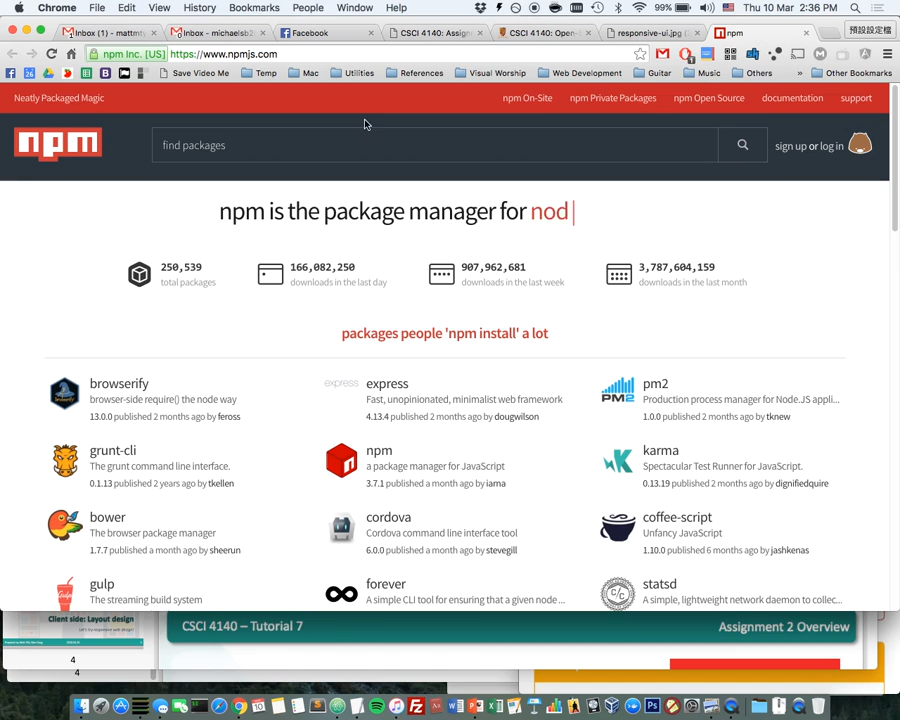 Chrome File Edit View History Bookmarks People Window Help 99% Thu 10 Mar 2:36 PM
Inbox (1) - mattmty Inbox - michaelsb2 Facebook CSCI 4140: Assign CSCI 4140: Open-S responsive-ui.jpg ( npm 預設設定檔
npm Inc. [US] https://www.npmjs.com
Save Video Me Temp Mac Utilities References Visual Worship Web Development Guitar Music Others » Other Bookmarks
Neatly Packaged Magic npm On-Site npm Private Packages npm Open Source documentation support
npm find packages sign up or log in
npm is the package manager for nod
250,539 166,082,250 907,962,681 3,787,604,159
total packages downloads in the last day downloads in the last week downloads in the last month
packages people 'npm install' a lot
browserify
browser-side require() the node way
13.0.0 published 2 months ago by feross
express
express
Fast, unopinionated, minimalist web framework
4.13.4 published 2 months ago by dougwilson
PM2
pm2
Production process manager for Node.JS appli...
1.0.0 published 2 months ago by tknew
grunt-cli
The grunt command line interface.
0.1.13 published 2 years ago by tkellen
npm
a package manager for JavaScript
3.7.1 published a month ago by iarna
karma
Spectacular Test Runner for JavaScript.
0.13.19 published 2 months ago by dignifiedquire
bower
The browser package manager
1.7.7 published a month ago by sheerun
cordova
Cordova command line interface tool
6.0.0 published a month ago by stevegill
coffee-script
Unfancy JavaScript
1.10.0 published 6 months ago by jashkenas
gulp
The streaming build system
forever
A simple CLI tool for ensuring that a given node ...
statsd
A simple, lightweight network daemon to collec...
Client side: Layout design
4
4
CSCI 4140 – Tutorial 7 Assignment 2 Overview